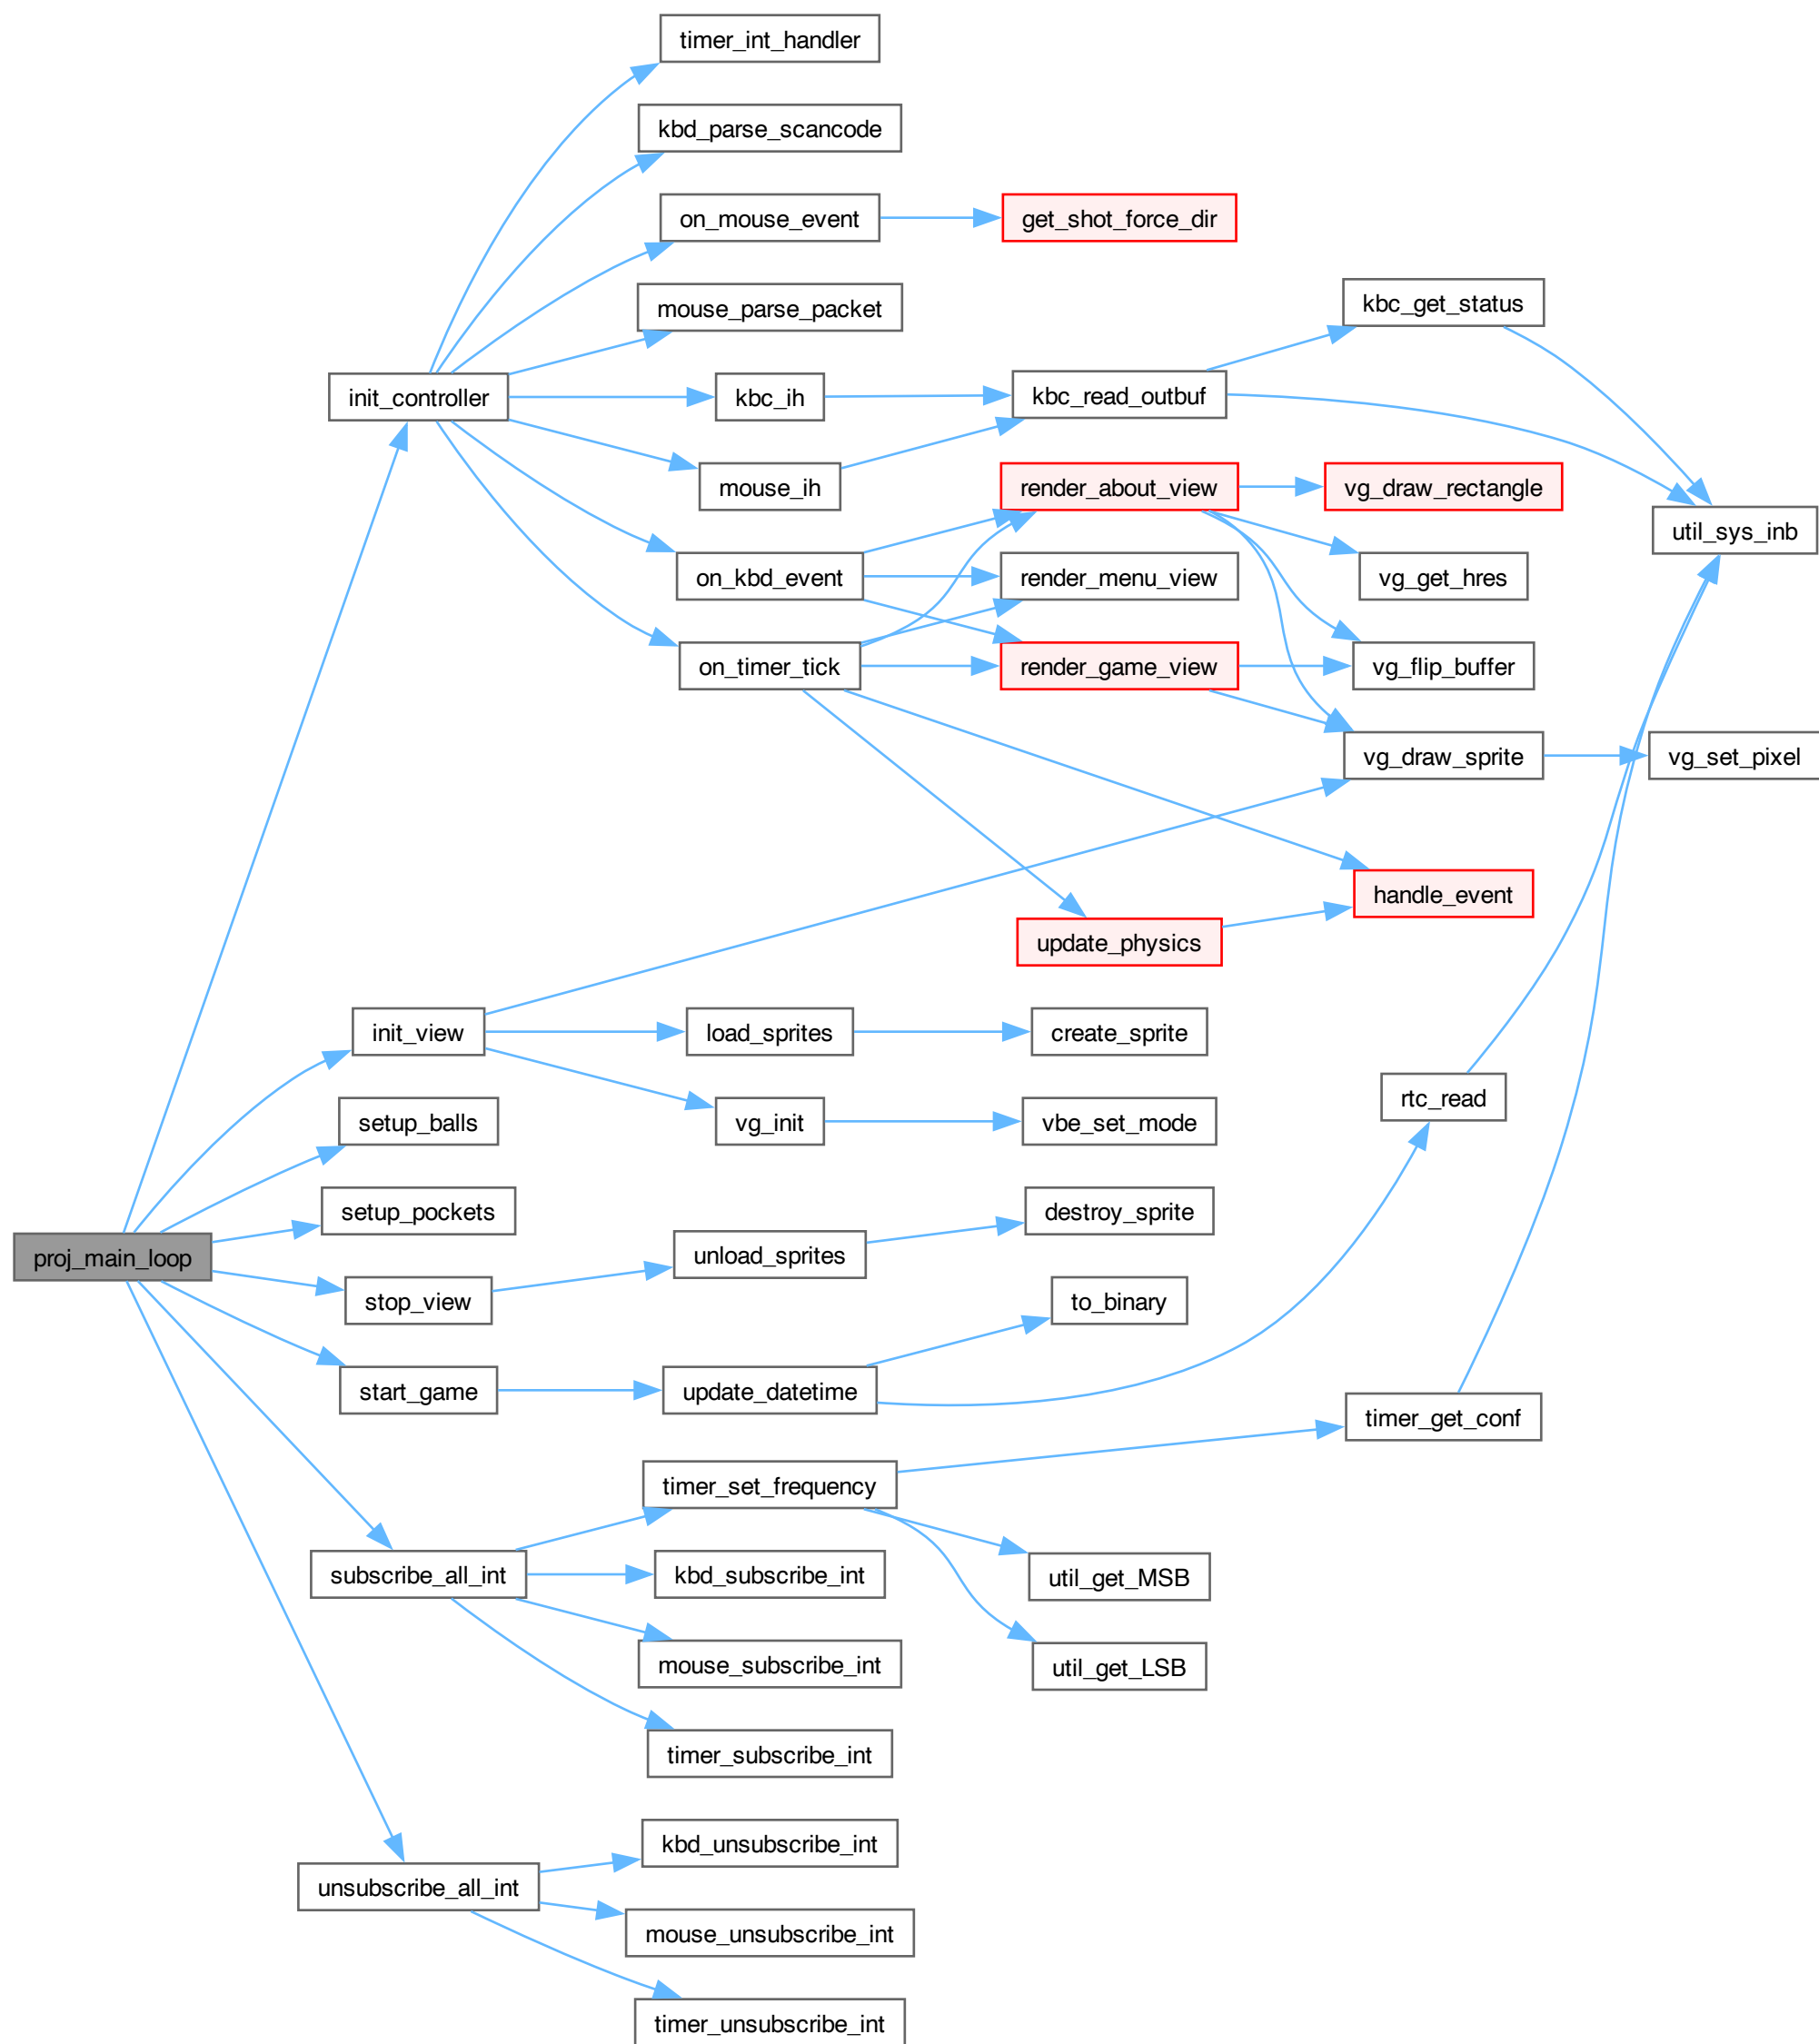 timer_int_handler
kbd_parse_scancode
on_mouse_event
get_shot_force_dir
mouse_parse_packet
kbc_get_status
init_controller
kbc_ih
kbc_read_outbuf
mouse_ih
render_about_view
vg_draw_rectangle
util_sys_inb
on_kbd_event
render_menu_view
vg_get_hres
on_timer_tick
render_game_view
vg_flip_buffer
vg_draw_sprite
vg_set_pixel
handle_event
update_physics
init_view
load_sprites
create_sprite
rtc_read
setup_balls
vg_init
vbe_set_mode
setup_pockets
destroy_sprite
proj_main_loop
unload_sprites
stop_view
to_binary
start_game
update_datetime
timer_get_conf
timer_set_frequency
subscribe_all_int
kbd_subscribe_int
util_get_MSB
mouse_subscribe_int
util_get_LSB
timer_subscribe_int
kbd_unsubscribe_int
unsubscribe_all_int
mouse_unsubscribe_int
timer_unsubscribe_int